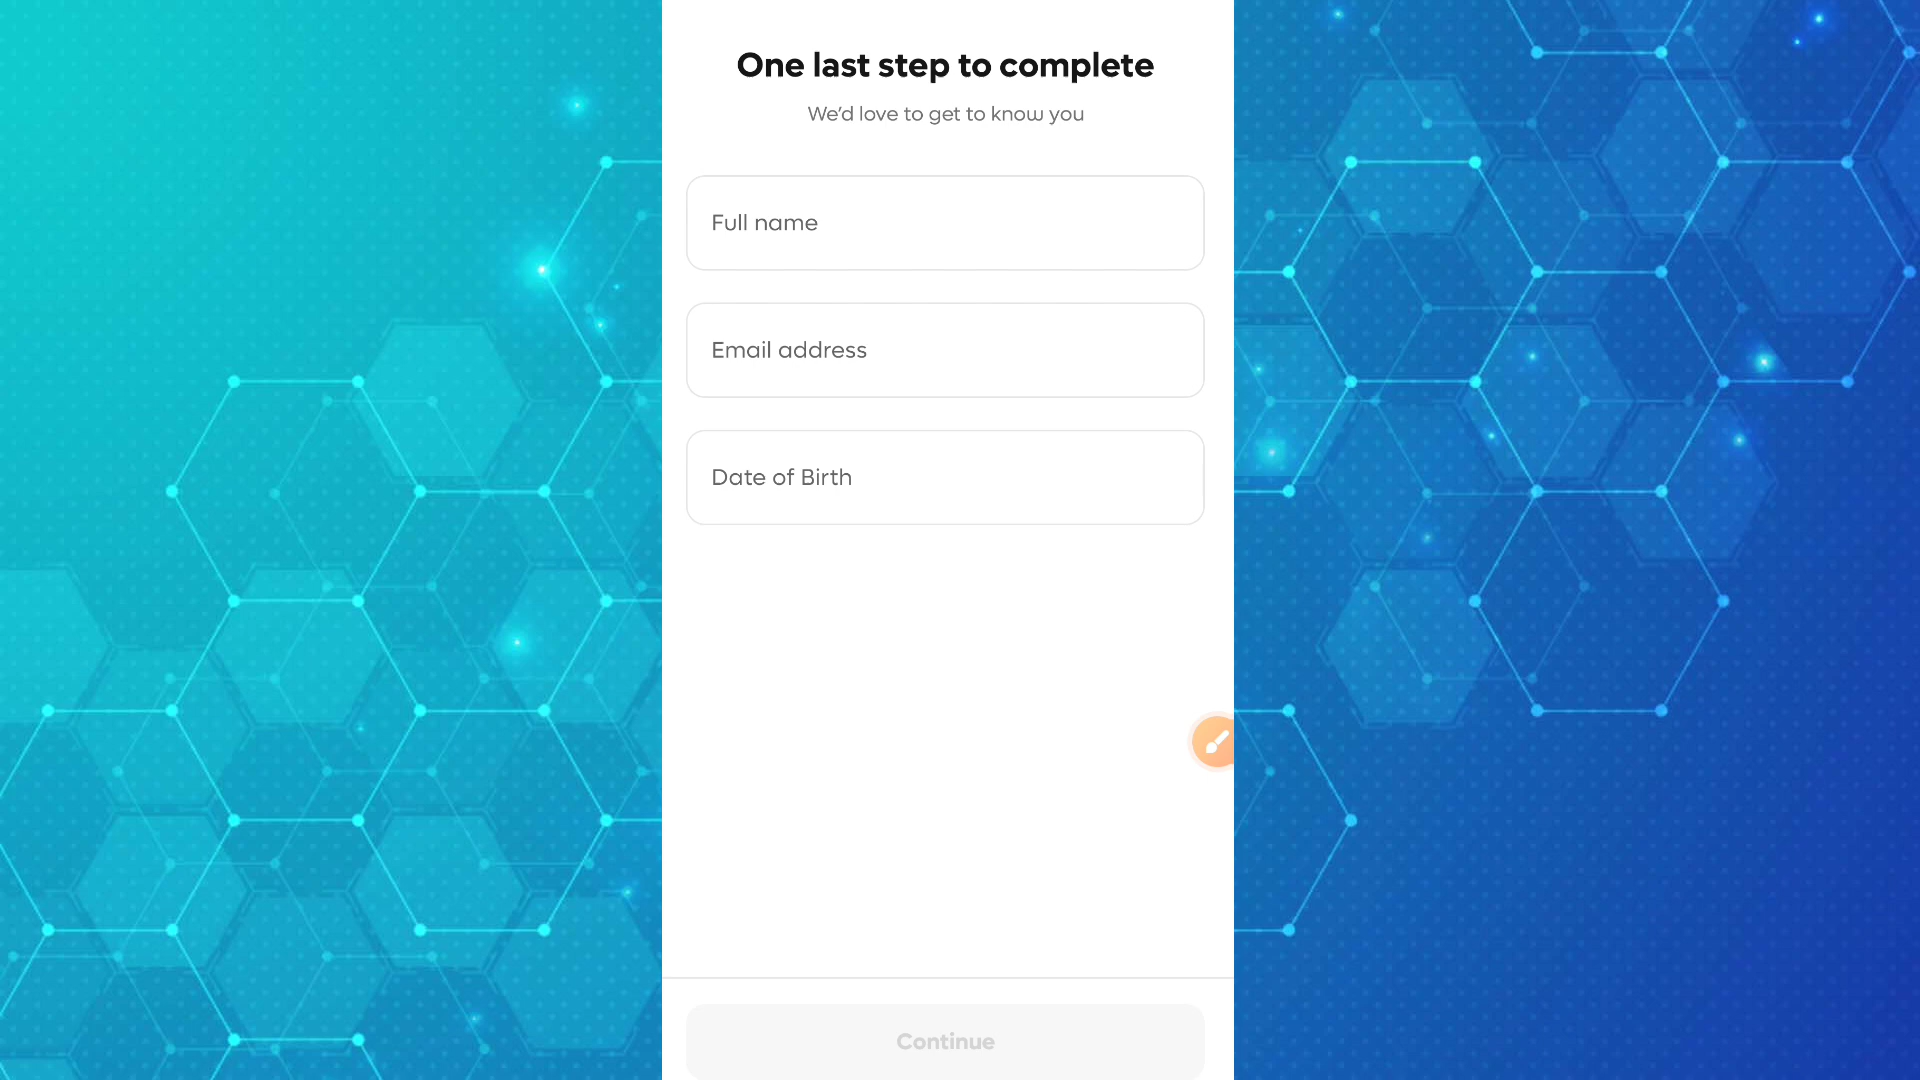 One last step to complete
We’d love to get to know you
Full name
Email address
Date of Birth
Continue